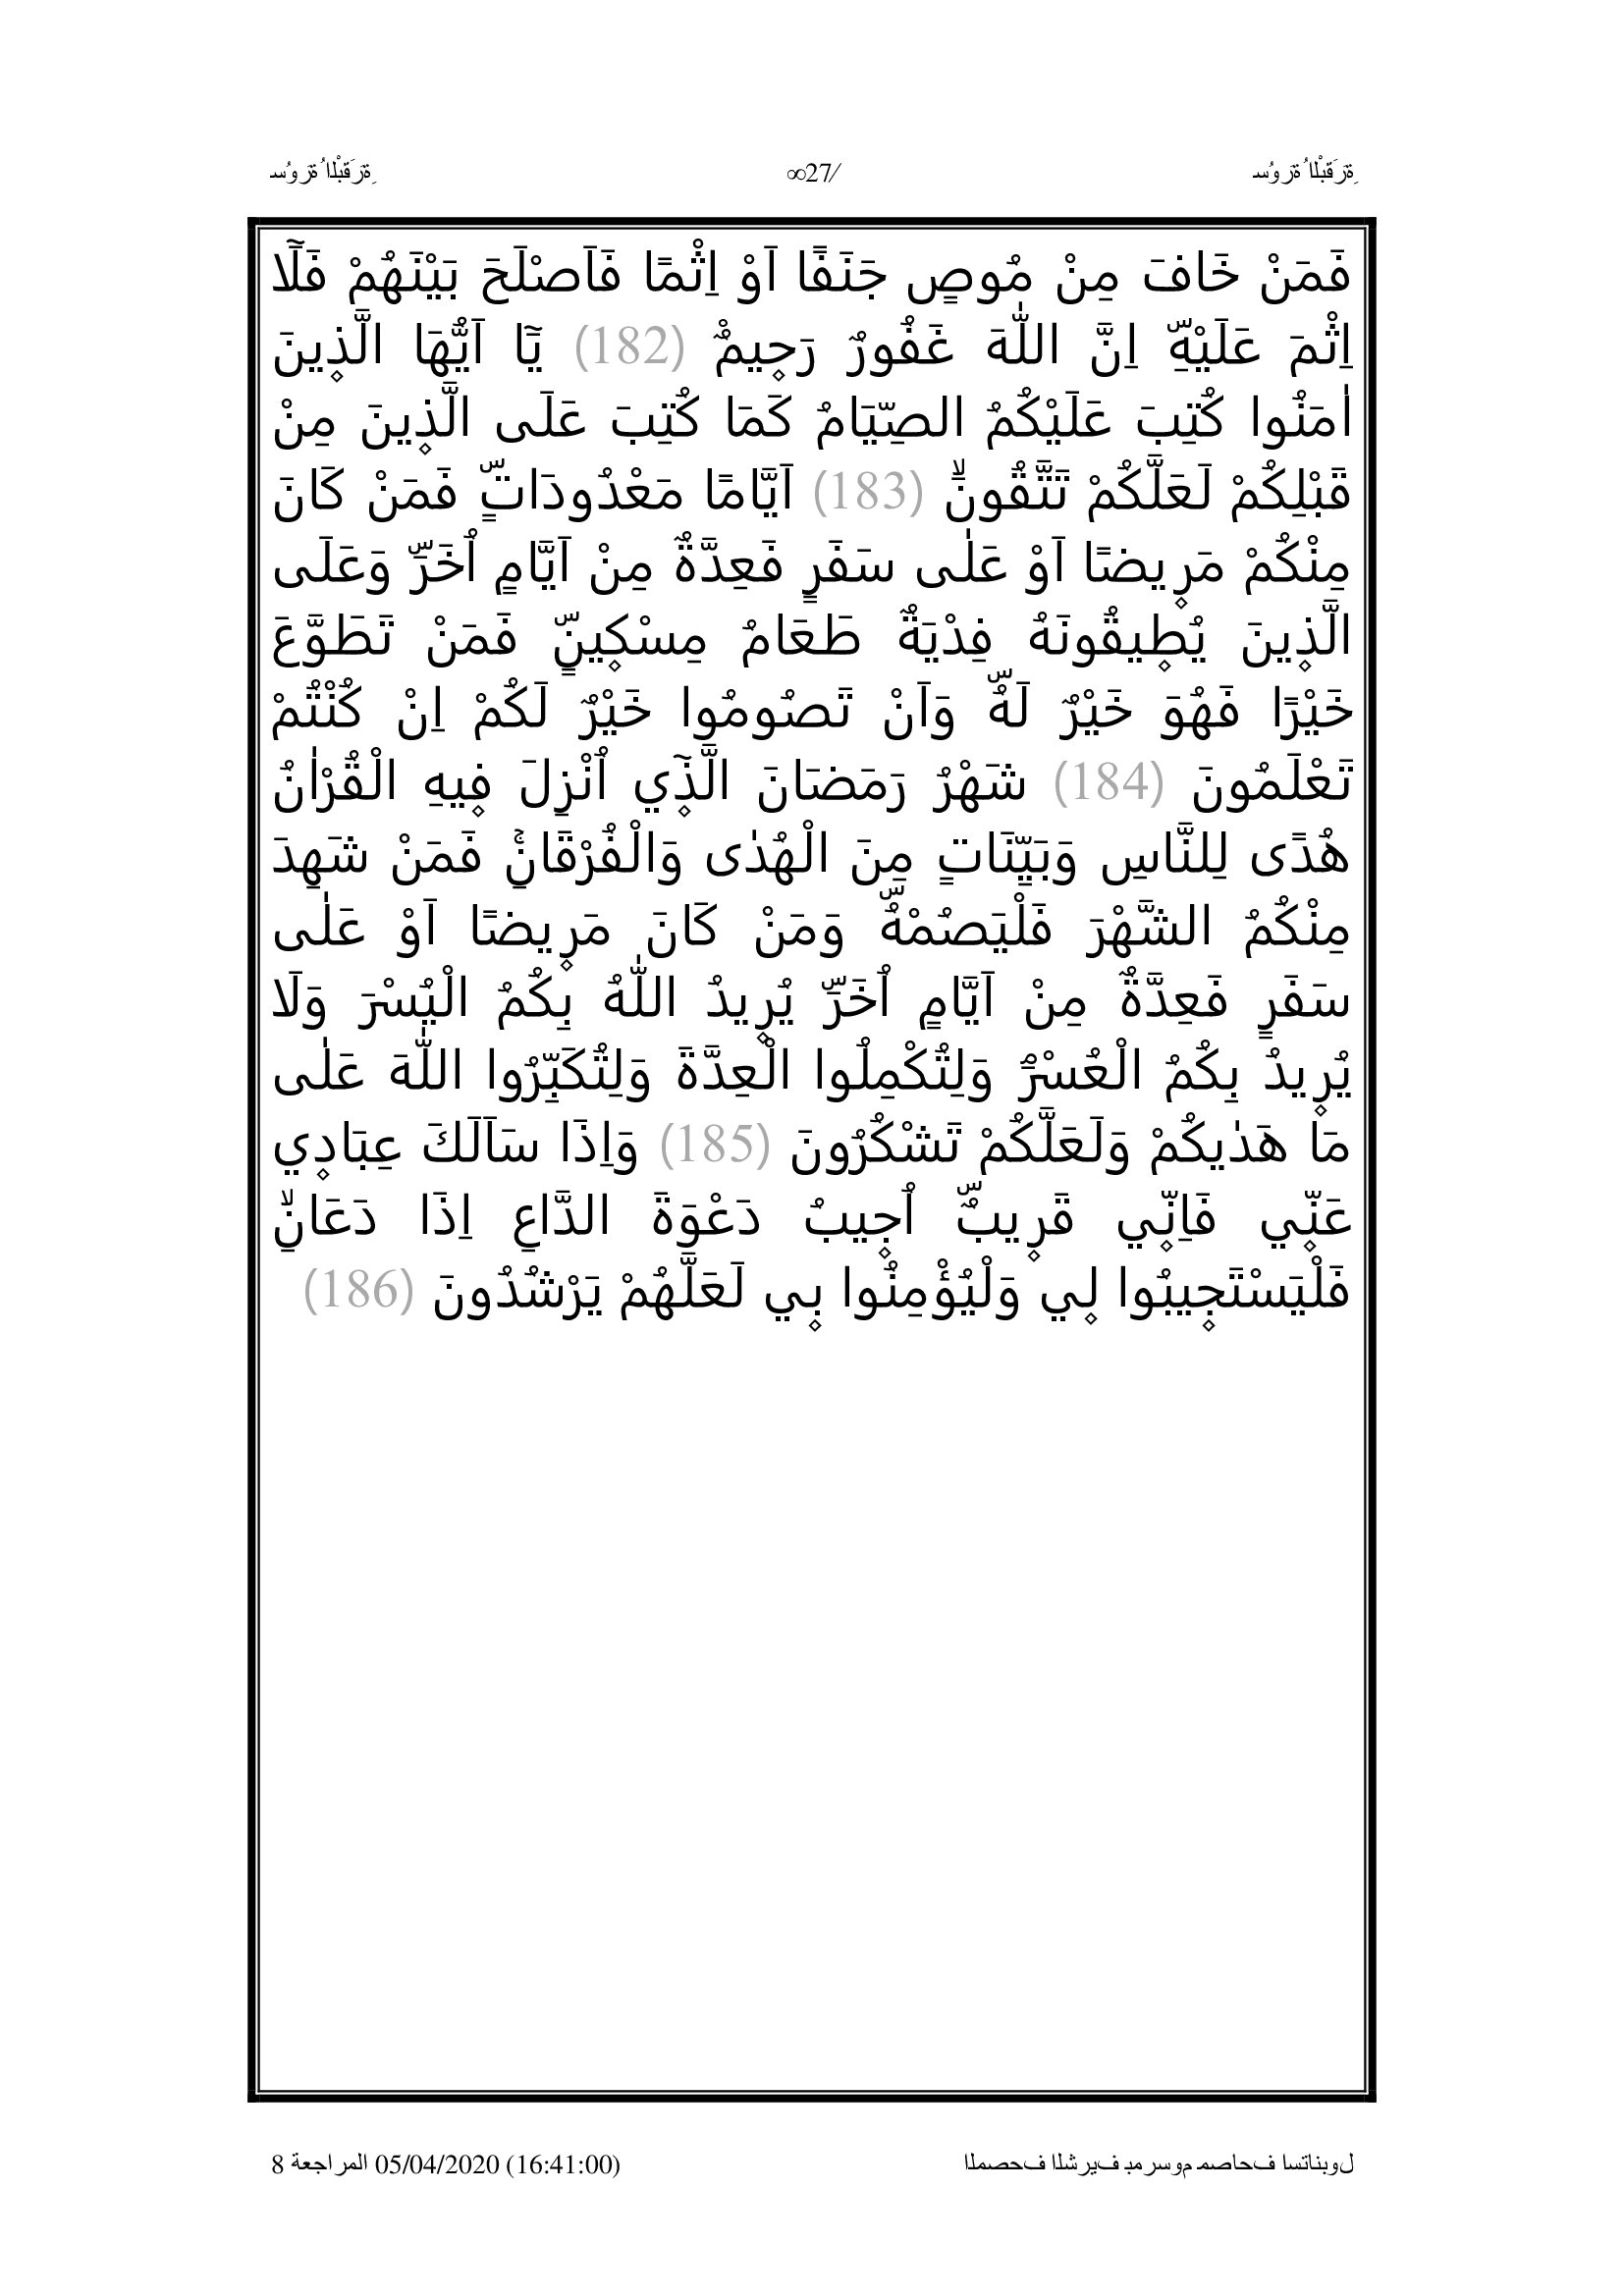 سُورَةُ الْبَقَرَةِ ∞27/ سُورَةُ الْبَقَرَةِ
فَمَنْ خَافَ مِنْ مُوصٍ جَنَفًا اَوْ اِثْمًا فَاَصْلَحَ بَيْنَهُمْ فَلَٓا
اِثْمَ عَلَيْهِۜ اِنَّ اللّٰهَ غَفُورٌ رَح۪يمٌ۟ (182) يَٓا اَيُّهَا الَّذ۪ينَ
اٰمَنُوا كُتِبَ عَلَيْكُمُ الصِّيَامُ كَمَا كُتِبَ عَلَى الَّذ۪ينَ مِنْ
قَبْلِكُمْ لَعَلَّكُمْ تَتَّقُونَۙ (183) اَيَّامًا مَعْدُودَاتٍۜ فَمَنْ كَانَ
مِنْكُمْ مَر۪يضًا اَوْ عَلٰى سَفَرٍ فَعِدَّةٌ مِنْ اَيَّامٍ اُخَرَۜ وَعَلَى
الَّذ۪ينَ يُط۪يقُونَهُ فِدْيَةٌ طَعَامُ مِسْك۪ينٍۜ فَمَنْ تَطَوَّعَ
خَيْرًا فَهُوَ خَيْرٌ لَهُۜ وَاَنْ تَصُومُوا خَيْرٌ لَكُمْ اِنْ كُنْتُمْ
تَعْلَمُونَ (184) شَهْرُ رَمَضَانَ الَّذ۪ٓي اُنْزِلَ ف۪يهِ الْقُرْاٰنُ
هُدًى لِلنَّاسِ وَبَيِّنَاتٍ مِنَ الْهُدٰى وَالْفُرْقَانِۚ فَمَنْ شَهِدَ
مِنْكُمُ الشَّهْرَ فَلْيَصُمْهُۜ وَمَنْ كَانَ مَر۪يضًا اَوْ عَلٰى
سَفَرٍ فَعِدَّةٌ مِنْ اَيَّامٍ اُخَرَۜ يُر۪يدُ اللّٰهُ بِكُمُ الْيُسْرَ وَلَا
يُر۪يدُ بِكُمُ الْعُسْرَۘ وَلِتُكْمِلُوا الْعِدَّةَ وَلِتُكَبِّرُوا اللّٰهَ عَلٰى
مَا هَدٰيكُمْ وَلَعَلَّكُمْ تَشْكُرُونَ (185) وَاِذَا سَاَلَكَ عِبَاد۪ي
عَنّ۪ي فَاِنّ۪ي قَر۪يبٌۜ اُج۪يبُ دَعْوَةَ الدَّاعِ اِذَا دَعَانِۙ
فَلْيَسْتَج۪يبُوا ل۪ي وَلْيُؤْمِنُوا ب۪ي لَعَلَّهُمْ يَرْشُدُونَ (186)
المصحف الشريف بمرسوم مصاحف استانبول المراجعة 8 05/04/2020 (16:41:00)